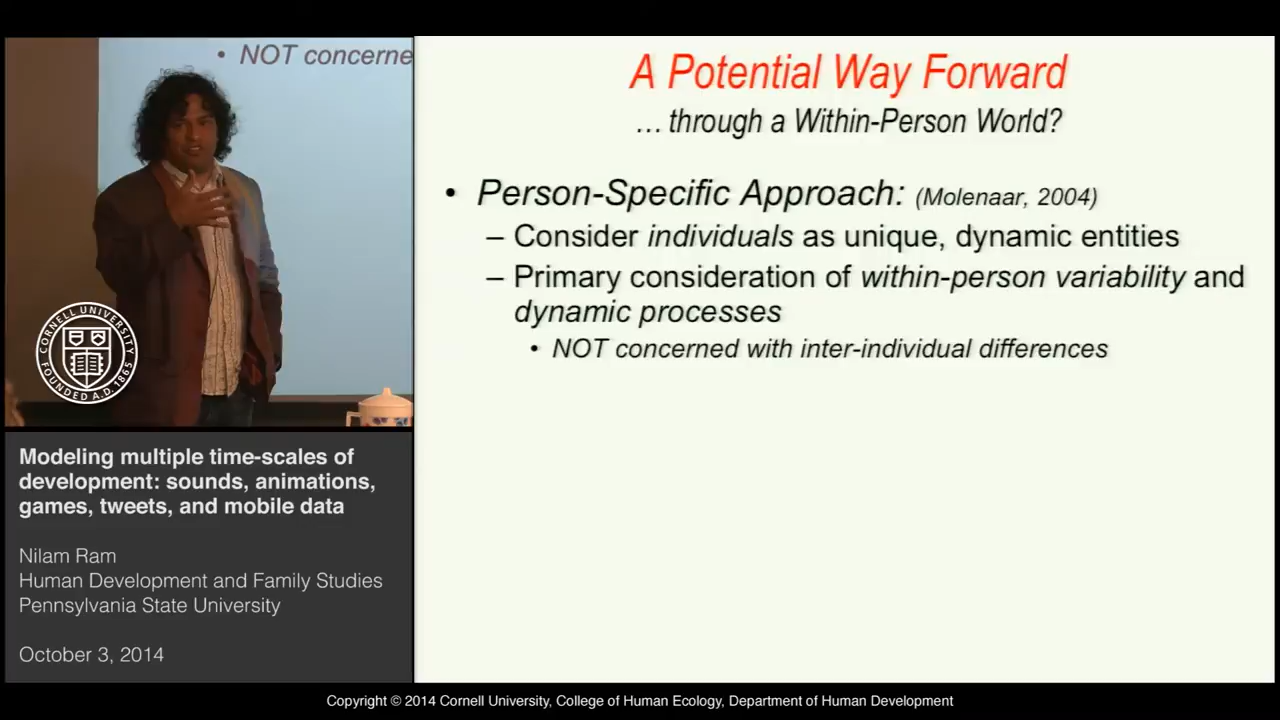 • NOT concerne
A Potential Way Forward
… through a Within-Person World?
• Person-Specific Approach: (Molenaar, 2004)
– Consider individuals as unique, dynamic entities
– Primary consideration of within-person variability and
dynamic processes
• NOT concerned with inter-individual differences
CORNELL UNIVERSITY
FOUNDED A.D. 1865
Modeling multiple time-scales of
development: sounds, animations,
games, tweets, and mobile data
Nilam Ram
Human Development and Family Studies
Pennsylvania State University
October 3, 2014
Copyright © 2014 Cornell University, College of Human Ecology, Department of Human Development